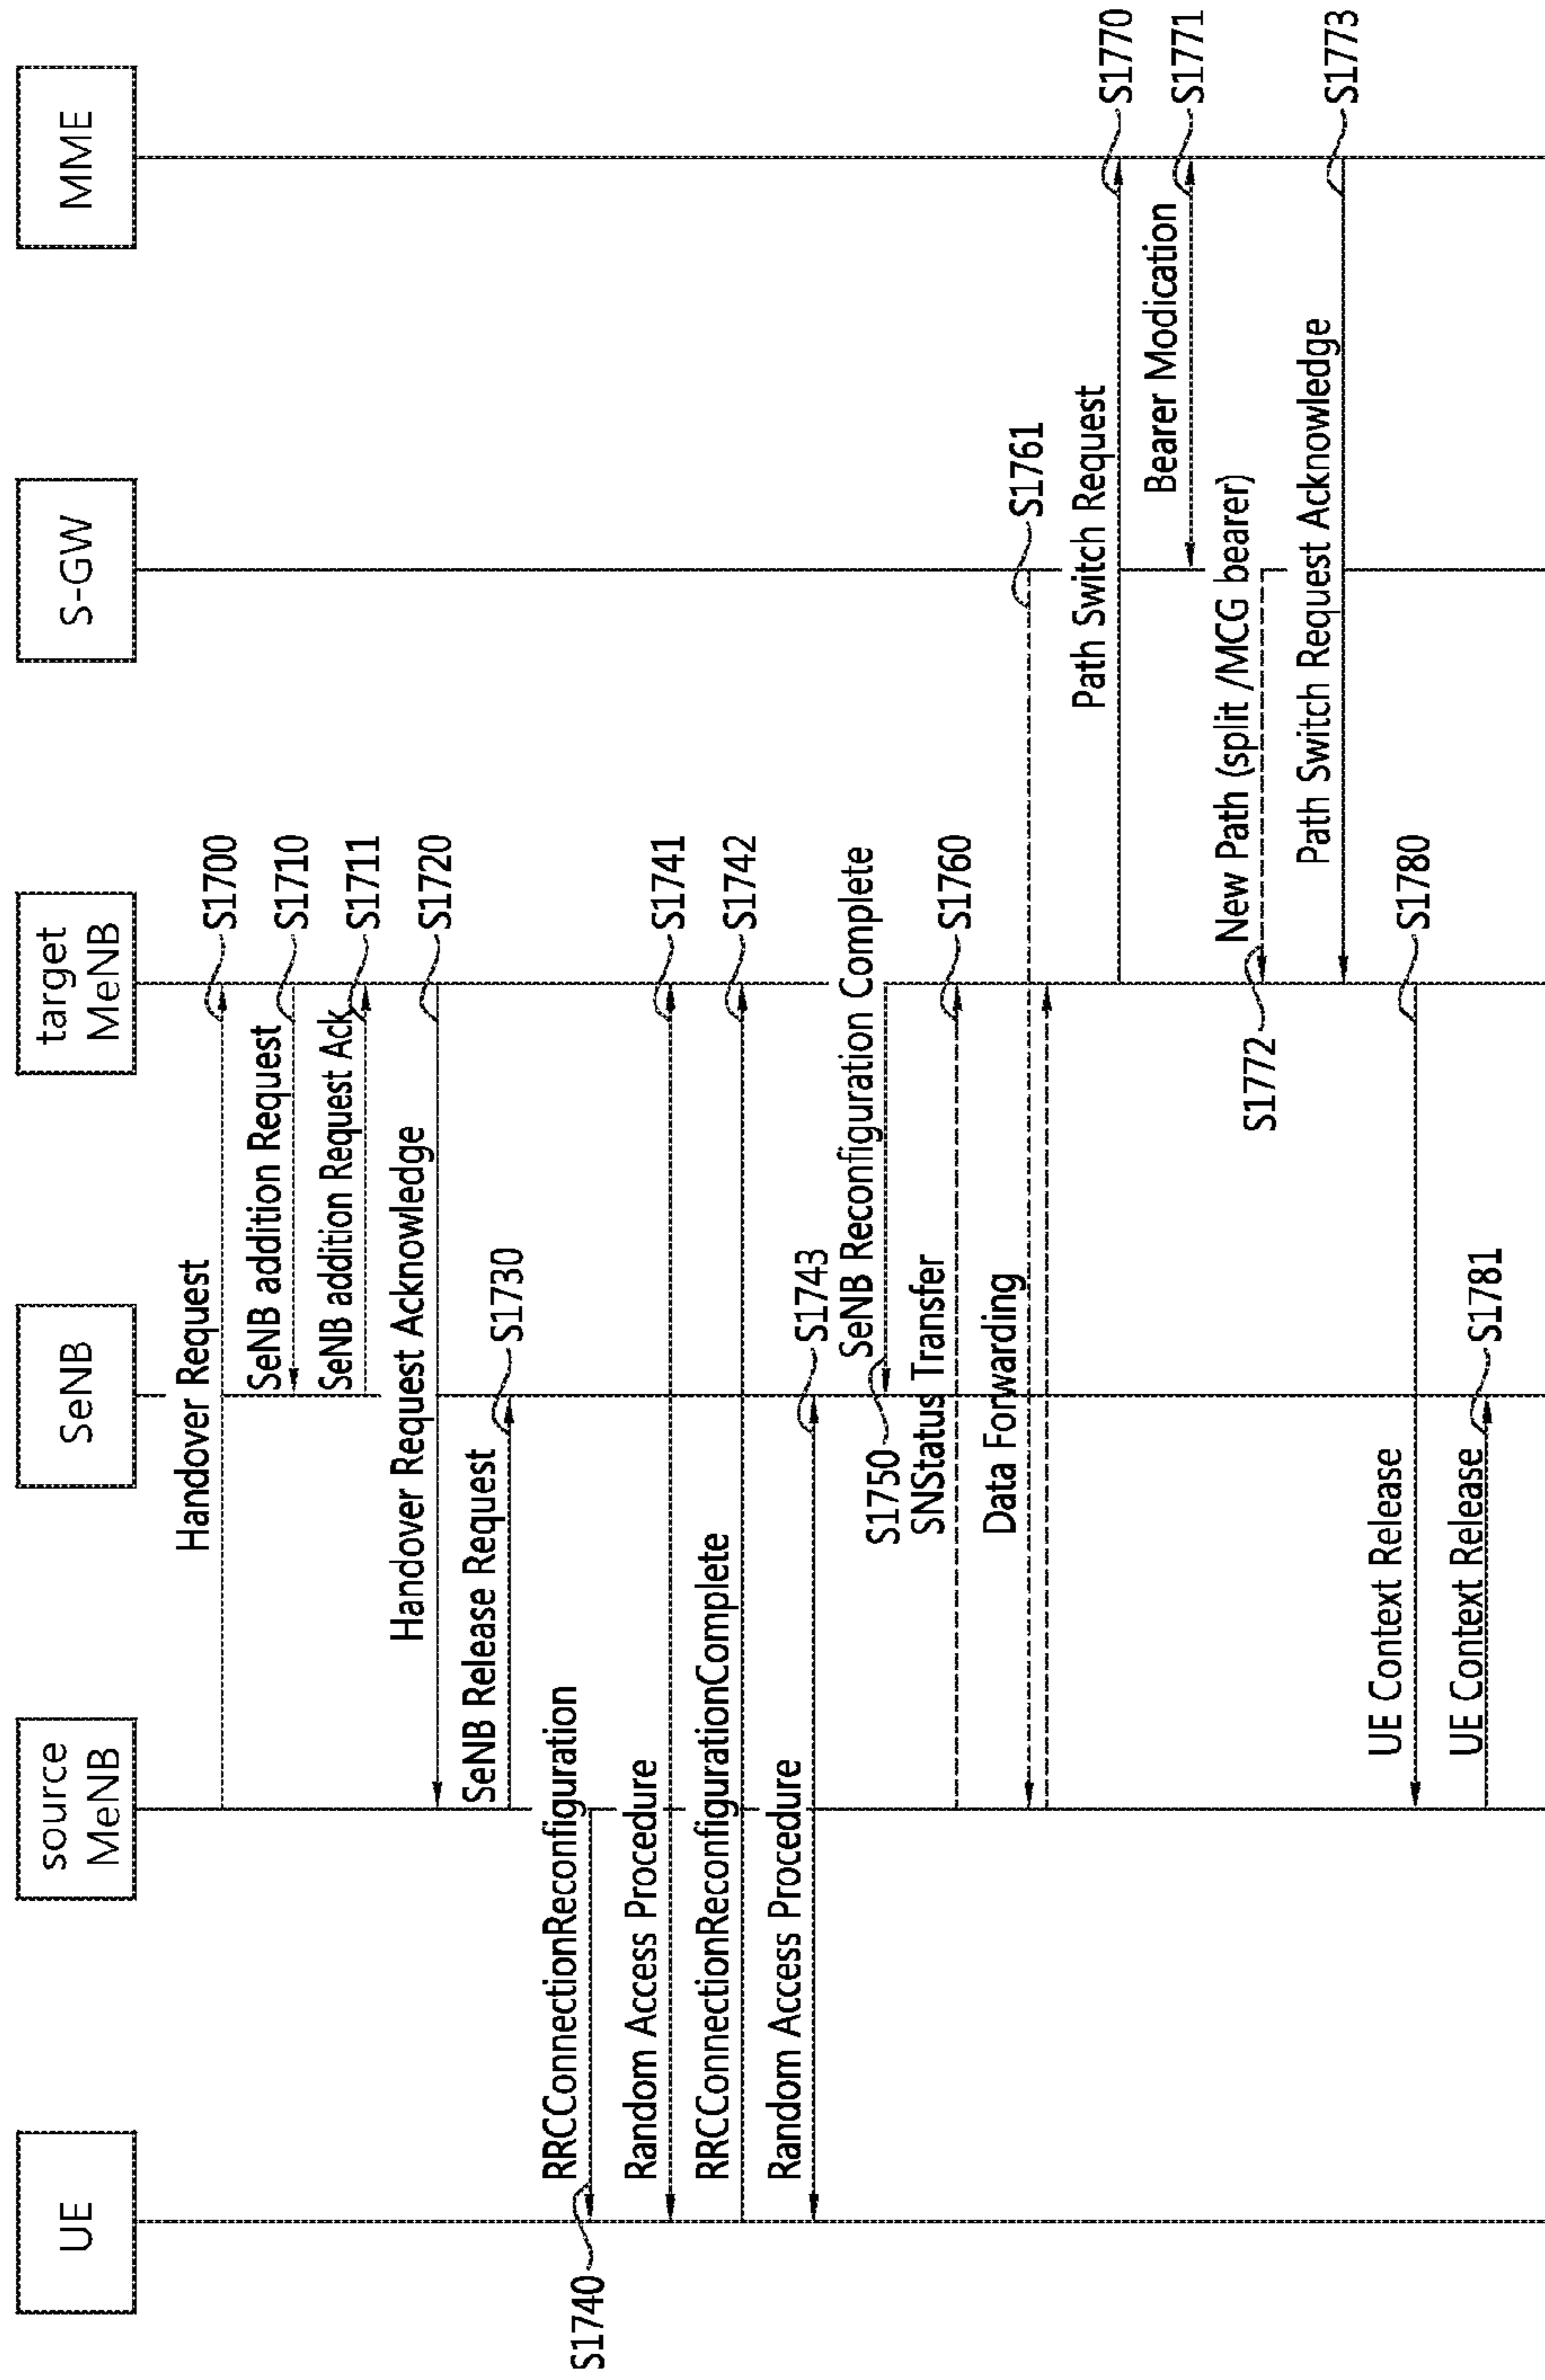 UE
source
MeNB
SeNB
target
MeNB
S-GW
MME
Handover Request
S1700
SeNB addition Request
S1710
SeNB addition Request Ack
S1711
Handover Request Acknowledge
S1720
SeNB Release Request
S1730
RRCConnectionReconfiguration
S1740
Random Access Procedure
S1741
RRCConnectionReconfigurationComplete
S1742
Random Access Procedure
S1743
SeNB Reconfiguration Complete
S1750
SNStatus Transfer
S1760
Data Forwarding
S1761
Path Switch Request
S1770
Bearer Modication
S1771
New Path (split /MCG bearer)
S1772
Path Switch Request Acknowledge
S1773
UE Context Release
S1780
UE Context Release
S1781